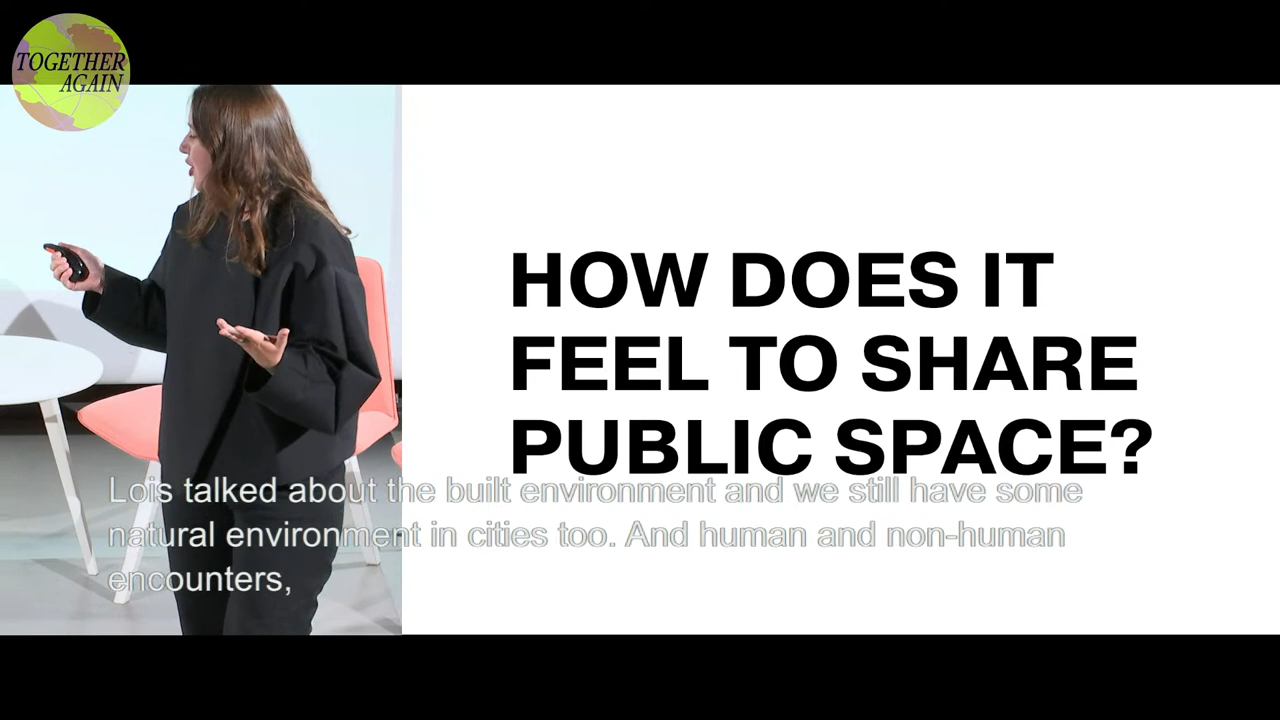 TOGETHER
AGAIN
HOW DOES IT
FEEL TO SHARE
PUBLIC SPACE?
Lois talked about the built environment and we still have some
natural environment in cities too. And human and non-human
encounters,